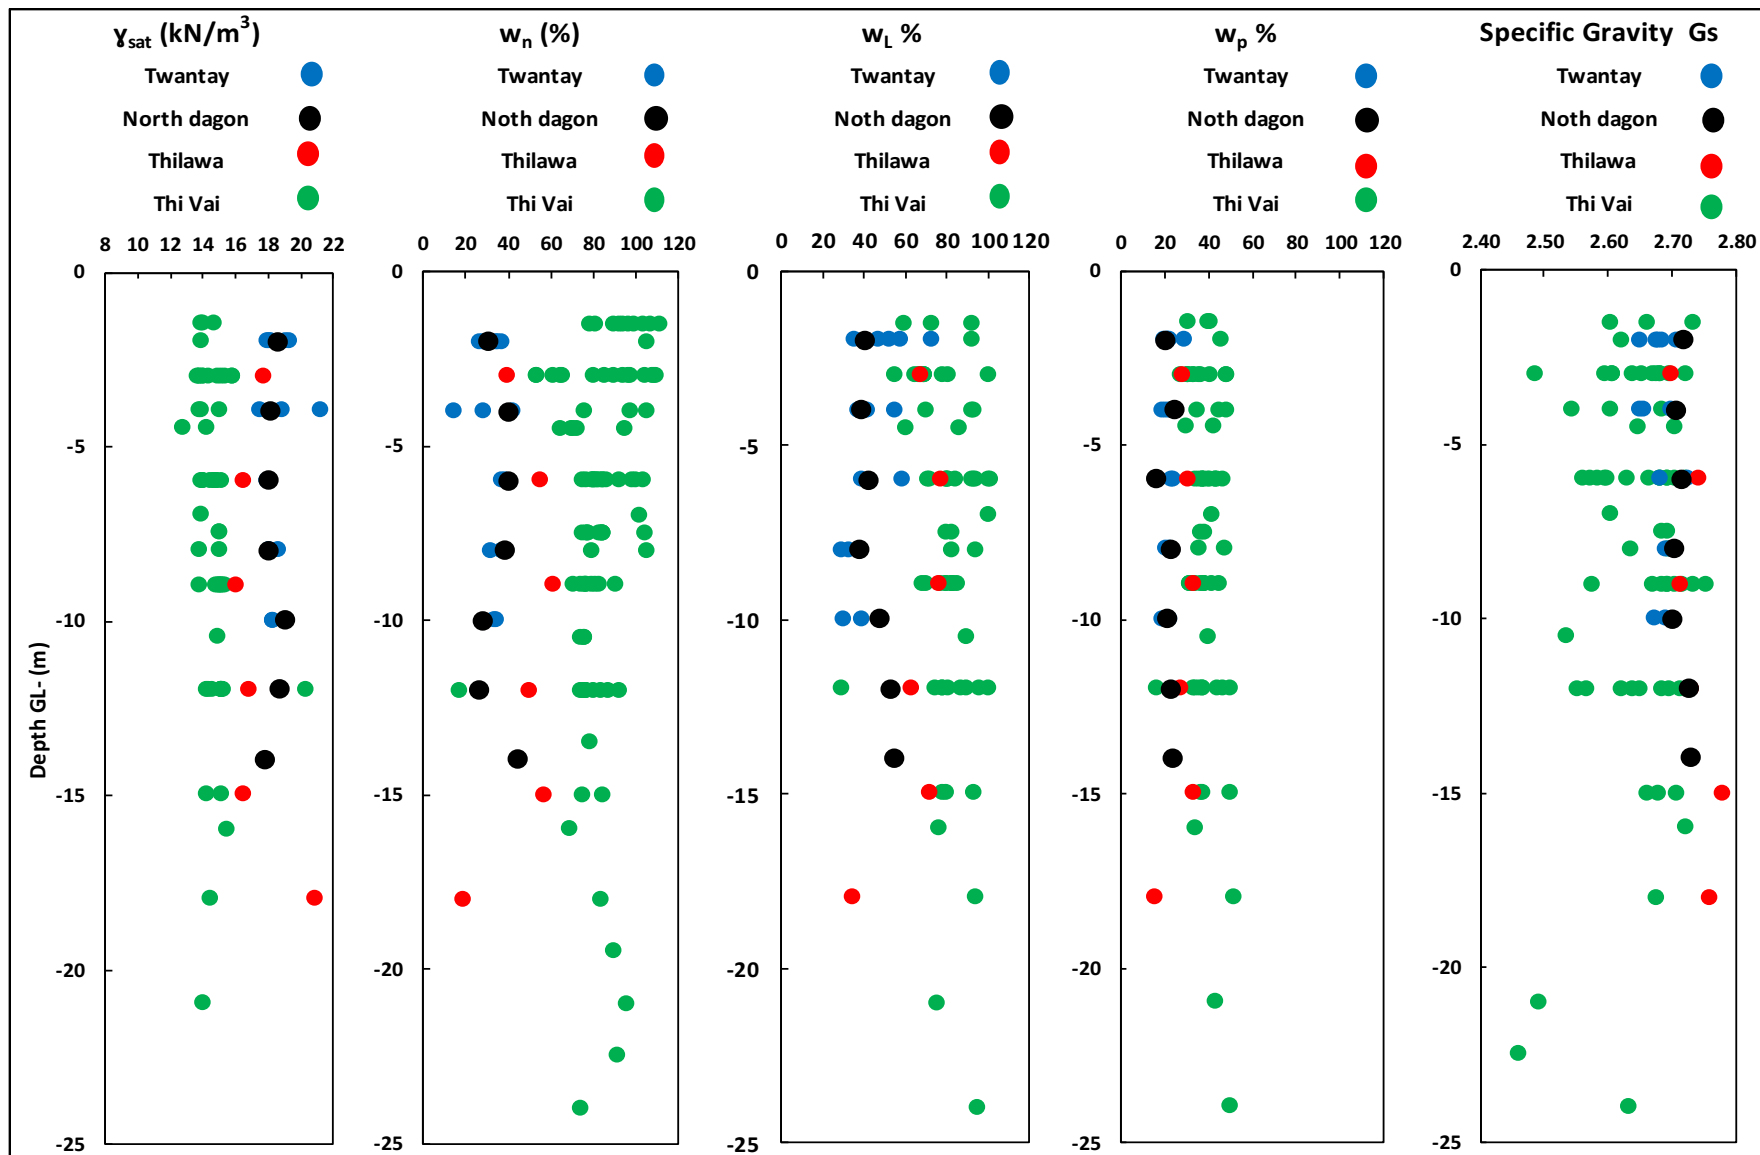 Ɣsat (kN/m³)
Twantay
North dagon
Thilawa
Thi Vai
8 10 12 14 16 18 20 22
0
-5
-10
-15
-20
-25
Depth GL- (m)
wn (%)
Twantay
Noth dagon
Thilawa
Thi Vai
0 20 40 60 80 100 120
0
-5
-10
-15
-20
-25
wL %
Twantay
Noth dagon
Thilawa
Thi Vai
0 20 40 60 80 100 120
0
-5
-10
-15
-20
-25
wp %
Twantay
Noth dagon
Thilawa
Thi Vai
0 20 40 60 80 100 120
0
-5
-10
-15
-20
-25
Specific Gravity Gs
Twantay
Noth dagon
Thilawa
Thi Vai
2.40 2.50 2.60 2.70 2.80
0
-5
-10
-15
-20
-25